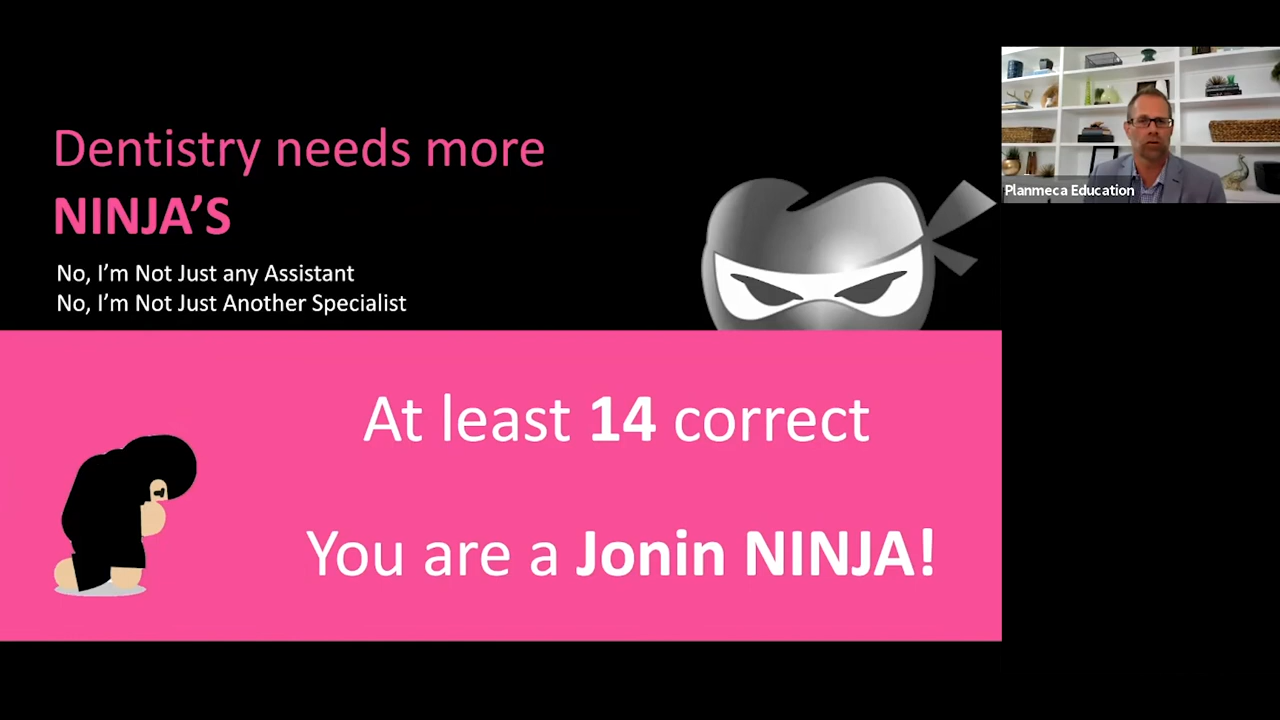 Dentistry needs more
NINJA'S
No, I'm Not Just any Assistant
No, I'm Not Just Another Specialist
At least 14 correct
You are a Jonin NINJA!
Planmeca Education